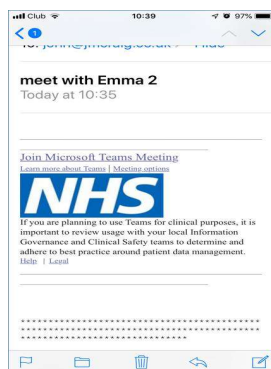 Club 10:39 97%
1
Hide
meet with Emma 2
Today at 10:35
Join Microsoft Teams Meeting
Learn more about Teams | Meeting options
NHS
If you are planning to use Teams for clinical purposes, it is
important to review usage with your local Information
Governance and Clinical Safety teams to determine and
adhere to best practice around patient data management.
Help | Legal